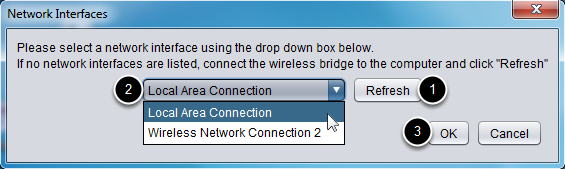 Network Interfaces
Please select a network interface using the drop down box below.
If no network interfaces are listed, connect the wireless bridge to the computer and click "Refresh"
2 Local Area Connection Refresh 1
Local Area Connection
Wireless Network Connection 2
3 OK Cancel